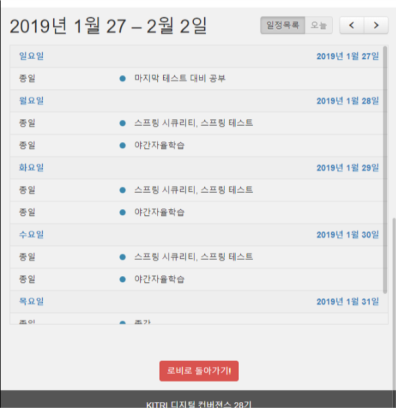 2019년 1월 27 – 2월 2일 일정목록 오늘
일요일 2019년 1월 27일
종일 마지막 테스트 대비 공부
월요일 2019년 1월 28일
종일 스프링 시큐리티, 스프링 테스트
종일 야간자율학습
화요일 2019년 1월 29일
종일 스프링 시큐리티, 스프링 테스트
종일 야간자율학습
수요일 2019년 1월 30일
종일 스프링 시큐리티, 스프링 테스트
종일 야간자율학습
목요일 2019년 1월 31일
종일
로비로 돌아가기!
KITRI 디지털 컨버젼스 28기